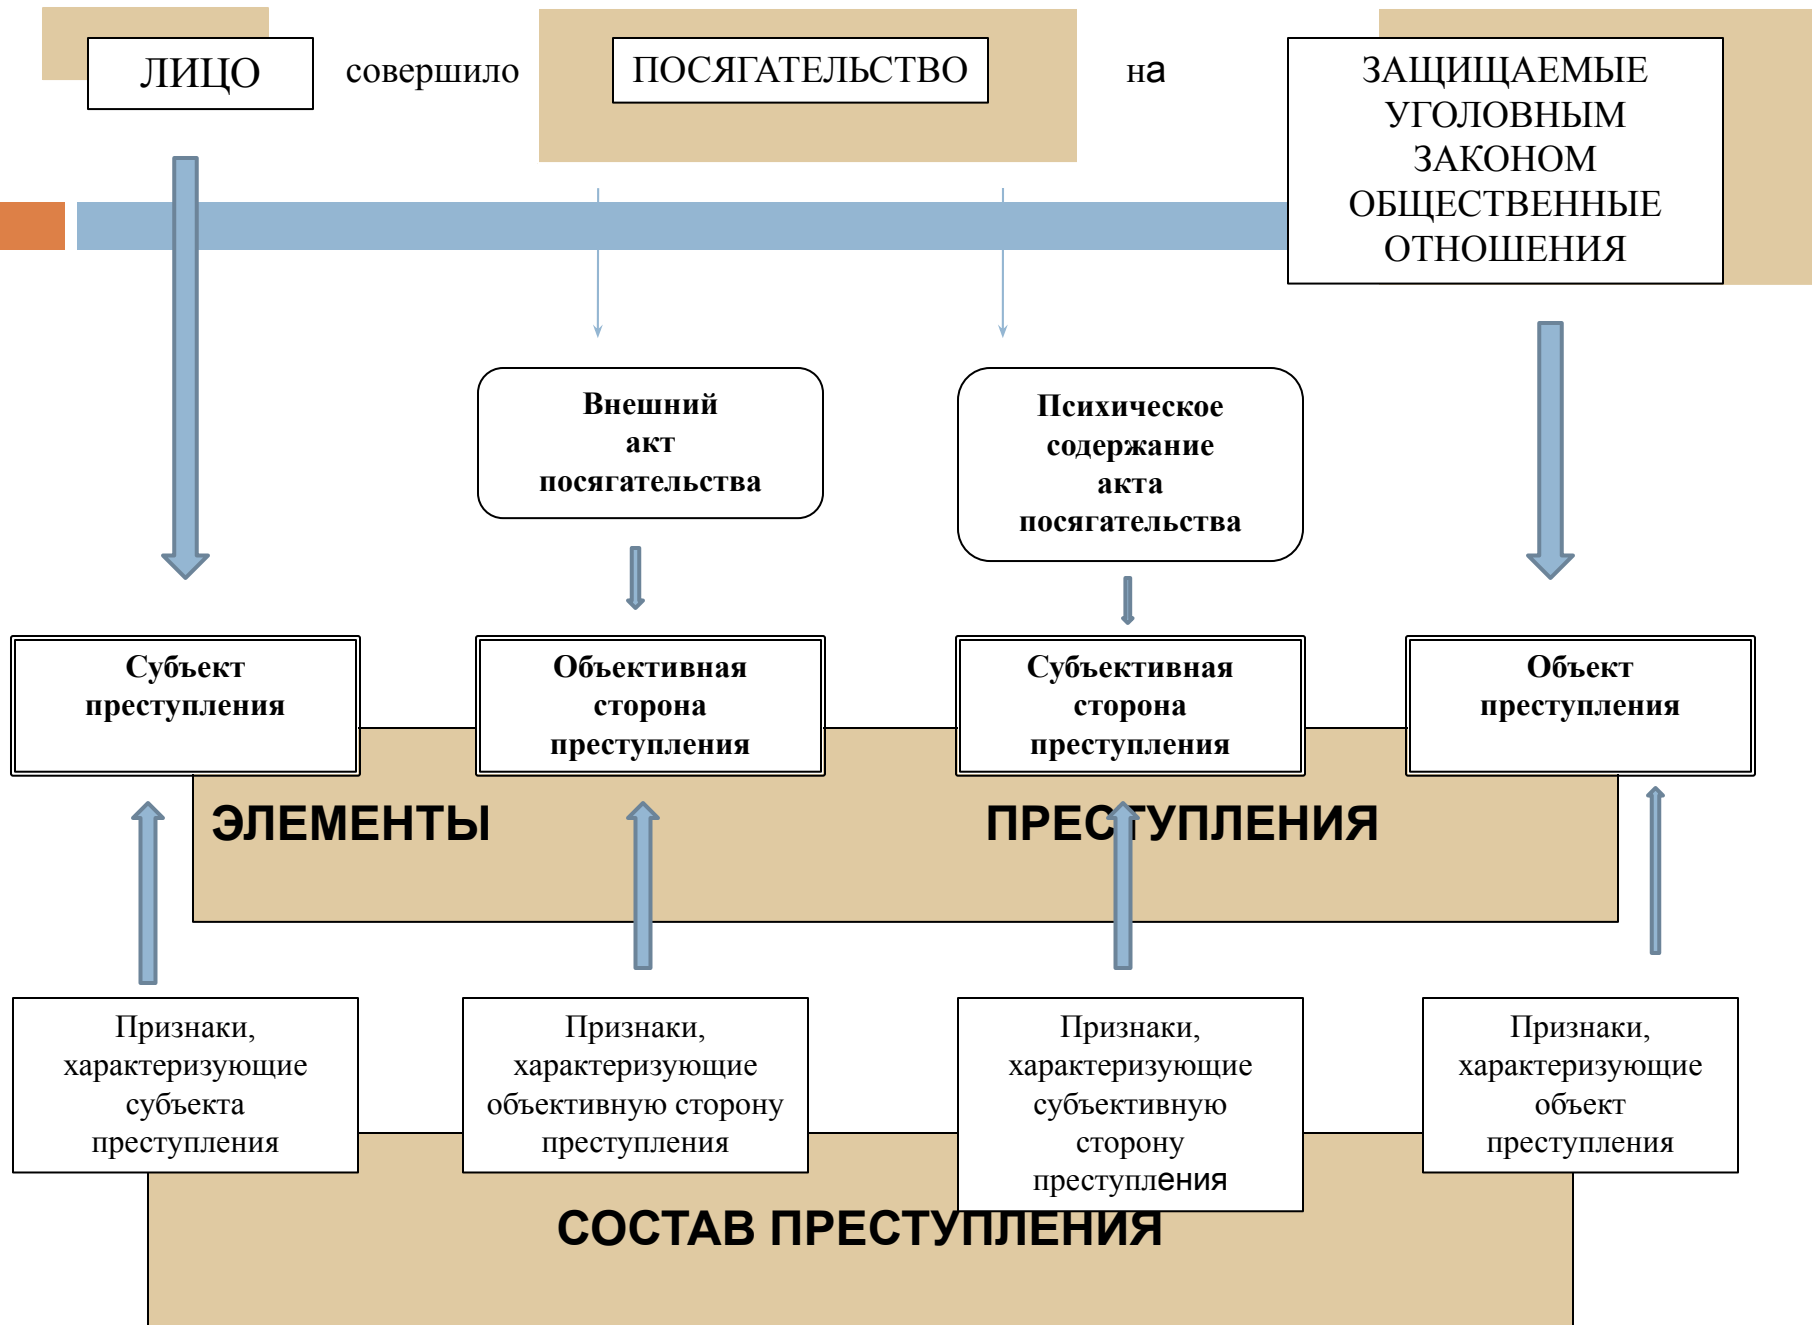 ЛИЦО
совершило
ПОСЯГАТЕЛЬСТВО
на
ЗАЩИЩАЕМЫЕ
УГОЛОВНЫМ
ЗАКОНОМ
ОБЩЕСТВЕННЫЕ
ОТНОШЕНИЯ
Внешний
акт
посягательства
Психическое
содержание
акта
посягательства
Субъект
преступления
Объективная
сторона
преступления
Субъективная
сторона
преступления
Объект
преступления
ЭЛЕМЕНТЫ ПРЕСТУПЛЕНИЯ
Признаки,
характеризующие
субъекта
преступления
Признаки,
характеризующие
объективную сторону
преступления
Признаки,
характеризующие
субъективную
сторону
преступления
Признаки,
характеризующие
объект
преступления
СОСТАВ ПРЕСТУПЛЕНИЯ